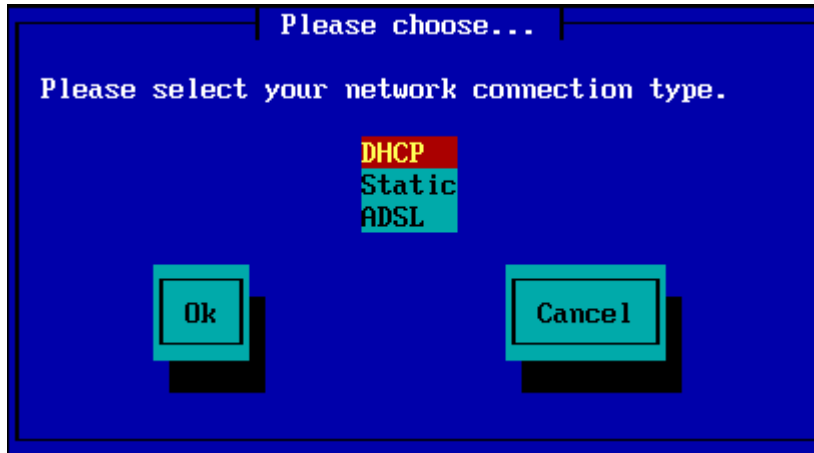 Please choose...
Please select your network connection type.
DHCP
Static
ADSL
Ok
Cancel